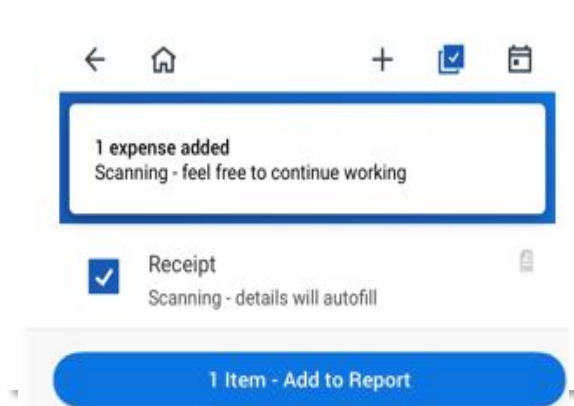 1 expense added
Scanning - feel free to continue working
Receipt
Scanning - details will autofill
1 Item - Add to Report